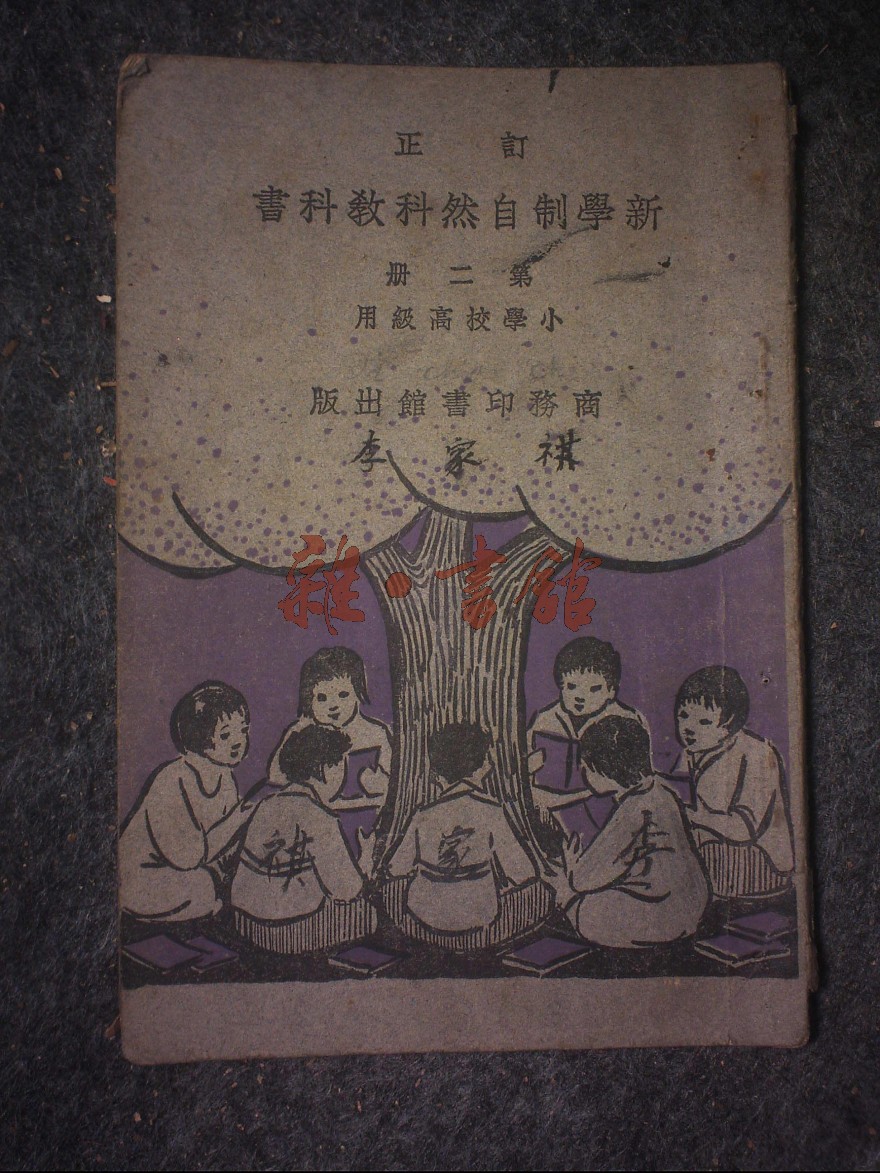 訂正
新學制自然科教科書
第二册
小學校高級用
商務印書館出版
李家祺
雜·書館
李家祺